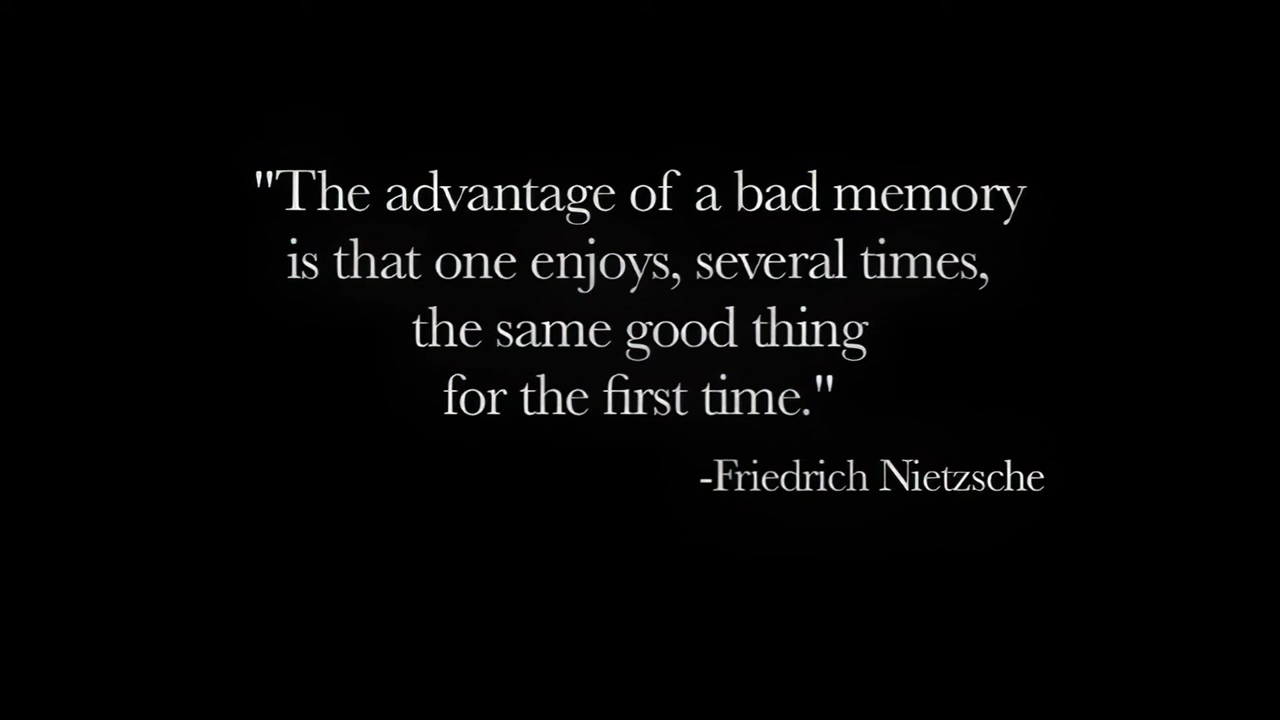 "The advantage of a bad memory
is that one enjoys, several times,
the same good thing
for the first time."
-Friedrich Nietzsche